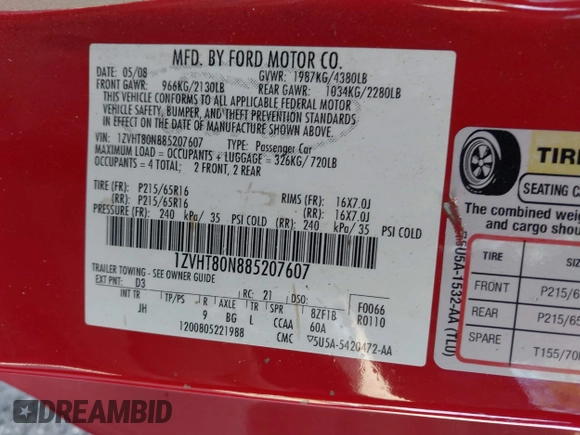 MFD. BY FORD MOTOR CO.
DATE: 05/08 GVWR: 1987KG/4380LB
FRONT GAWR: 966KG/2130LB REAR GAWR: 1034KG/2280LB
THIS VEHICLE CONFORMS TO ALL APPLICABLE FEDERAL MOTOR
VEHICLE SAFETY, BUMPER, AND THEFT PREVENTION STANDARDS
IN EFFECT ON THE DATE OF MANUFACTURE SHOWN ABOVE.
VIN: 1ZVHT80N885207607 TYPE: Passenger Car
MAXIMUM LOAD = OCCUPANTS + LUGGAGE = 326KG/720LB
OCCUPANTS = 4 TOTAL; 2 FRONT, 2 REAR
TIRE (FR): P215/65R16 RIMS (FR): 16X7.0J
(RR): P215/65R16 (RR): 16X7.0J
PRESSURE (FR): 240 kPa/ 35 PSI COLD (RR): 240 kPa/ 35 PSI COLD
1ZVHT80N885207607
TRAILER TOWING - SEE OWNER GUIDE
EXT PNT: D3 RC: 21 DSO: F0066
INT TR TP/PS R AXLE TR SPR R0110
JH 9 BG L CCAA 8ZF1B 60A
1200805221988 CMC 5U5A-5420472-AA
TIRE
SEATING CA
The combined wei
and cargo shou
5U5A-1532-AA (TLU)
TIRE SIZ
FRONT P215/6
REAR P215/65
SPARE T155/70
DREAMBID